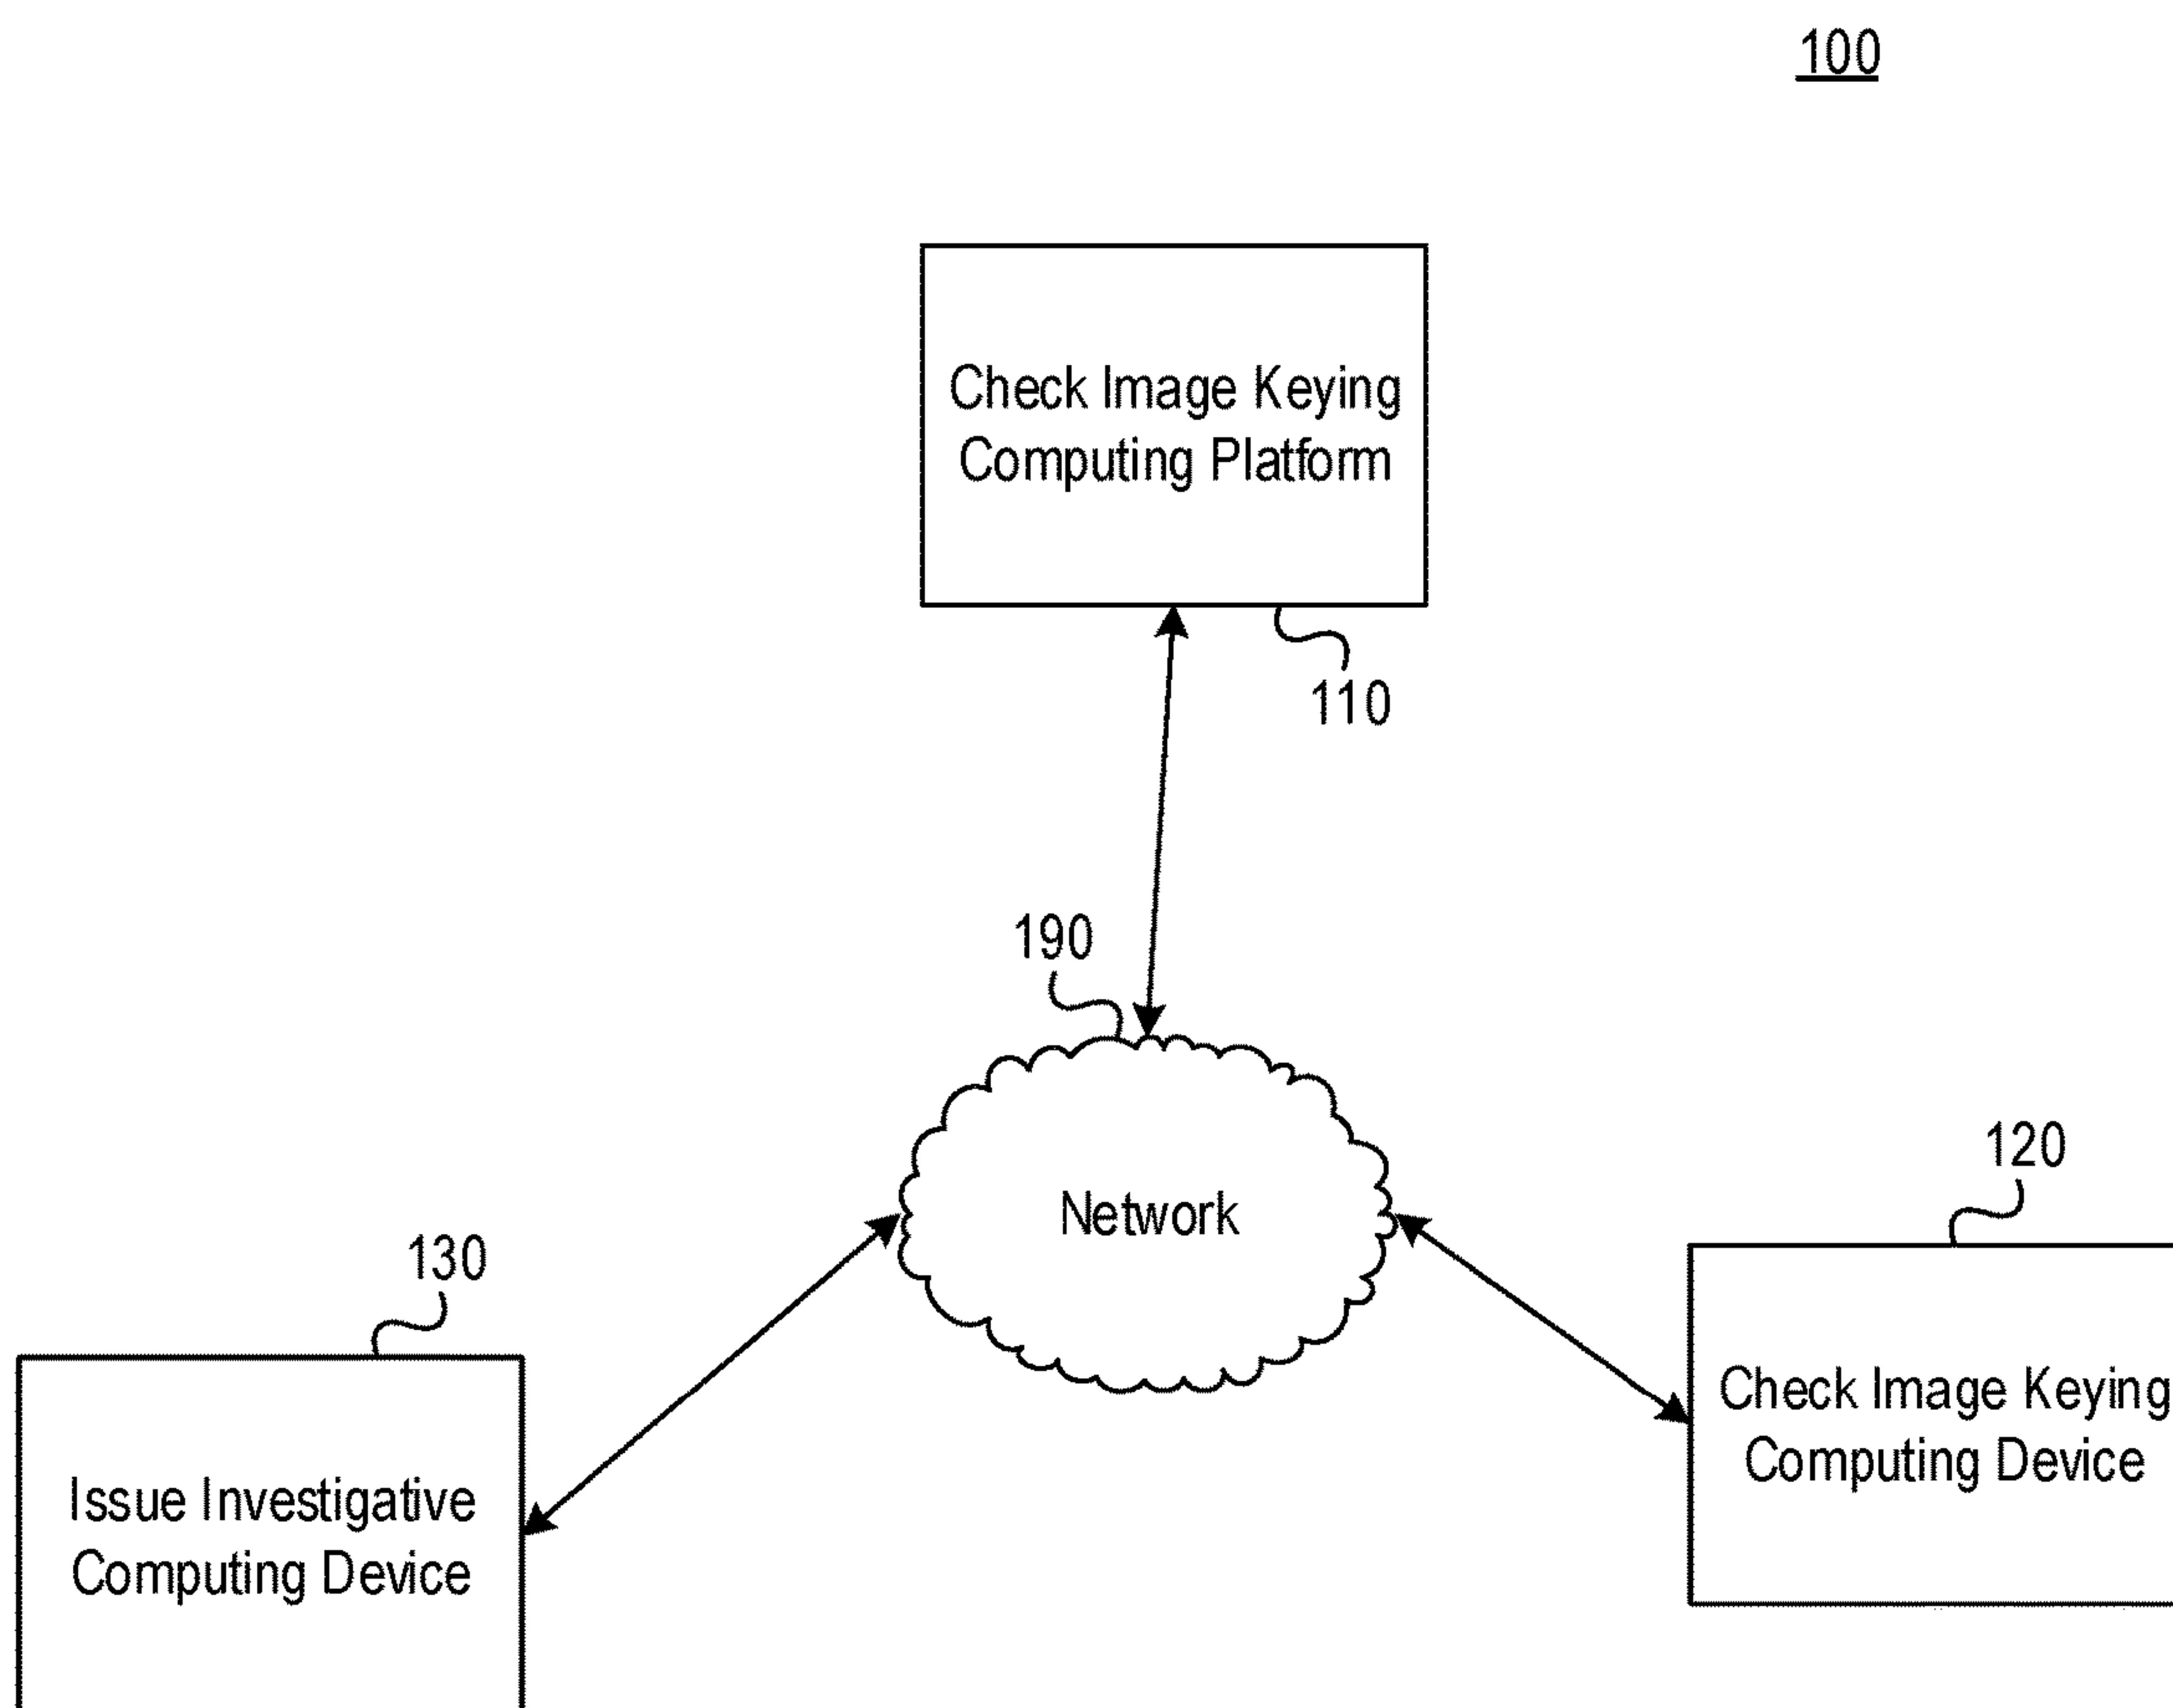 100
Check Image Keying
Computing Platform
110
190
Network
120
130
Check Image Keying
Computing Device
Issue Investigative
Computing Device